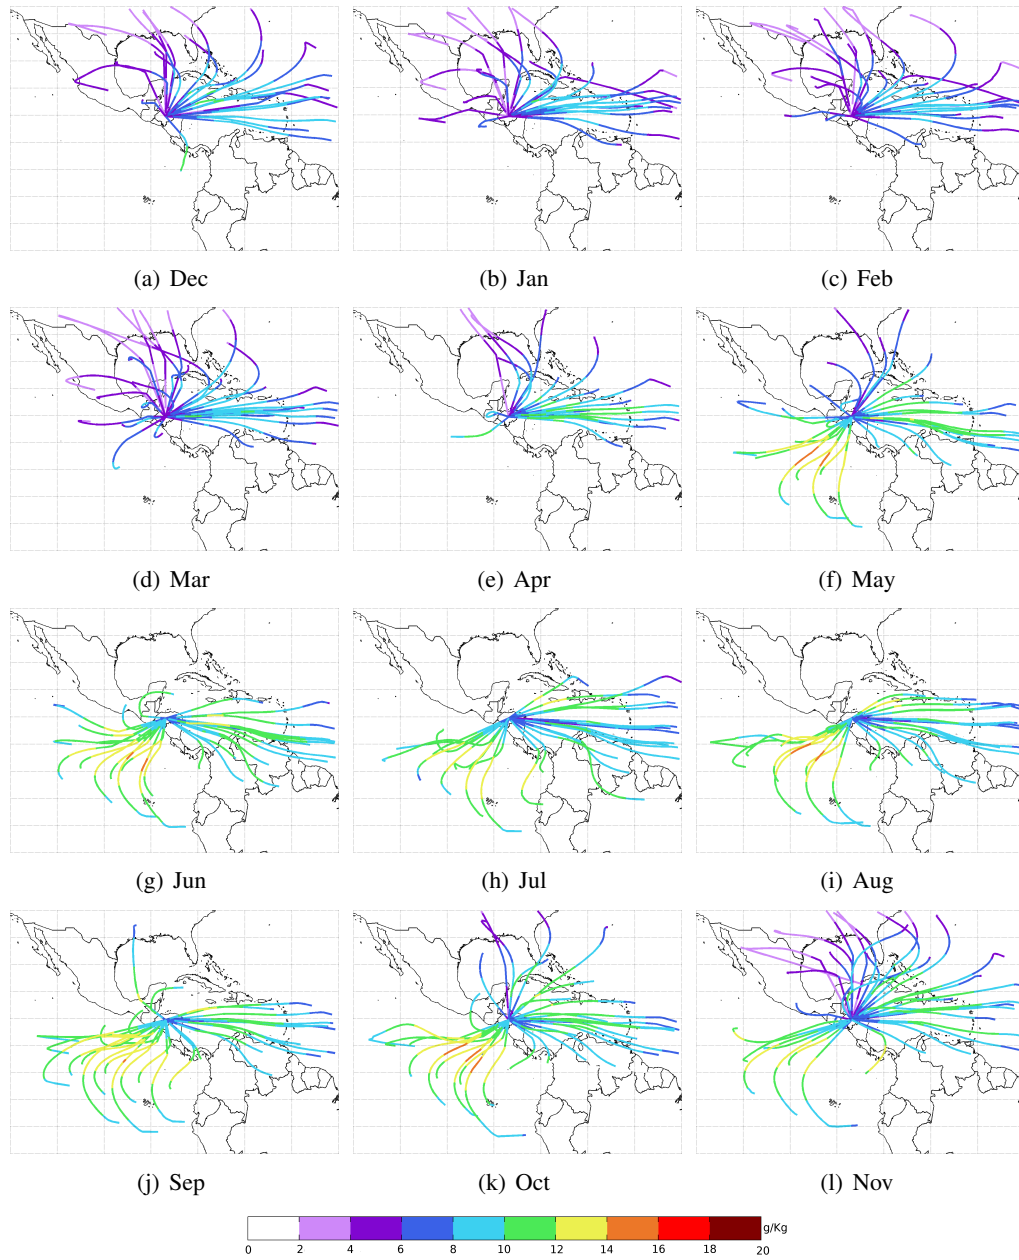 (a) Dec
(b) Jan
(c) Feb
(d) Mar
(e) Apr
(f) May
(g) Jun
(h) Jul
(i) Aug
(j) Sep
(k) Oct
(l) Nov
g/Kg
0 2 4 6 8 10 12 14 16 18 20